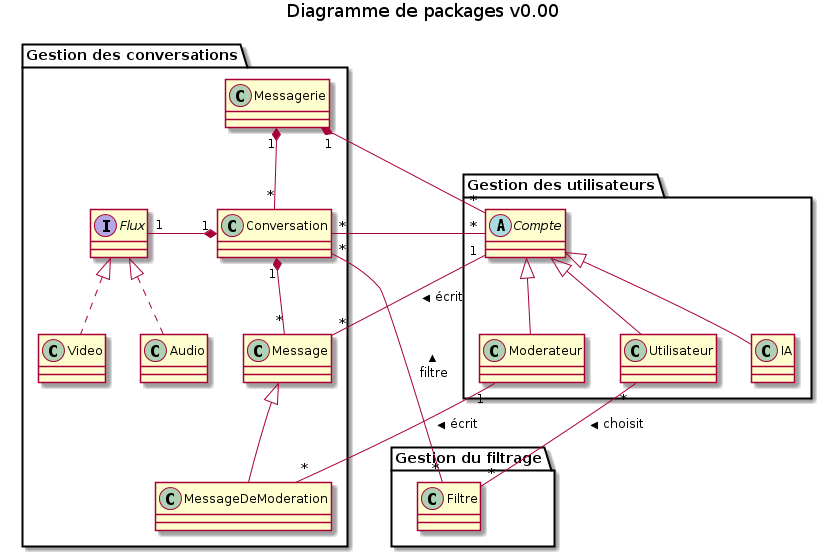 Diagramme de packages v0.00
Gestion des conversations
C Messagerie
1
1
*
*
Gestion des utilisateurs
I Flux
1
1
C Conversation
*
*
*
1
A Compte
1
*
*
écrit
C Video
C Audio
C Message
C Moderateur
C Utilisateur
C IA
filtre
1
*
écrit
choisit
*
*
*
Gestion du filtrage
C MessageDeModeration
C Filtre